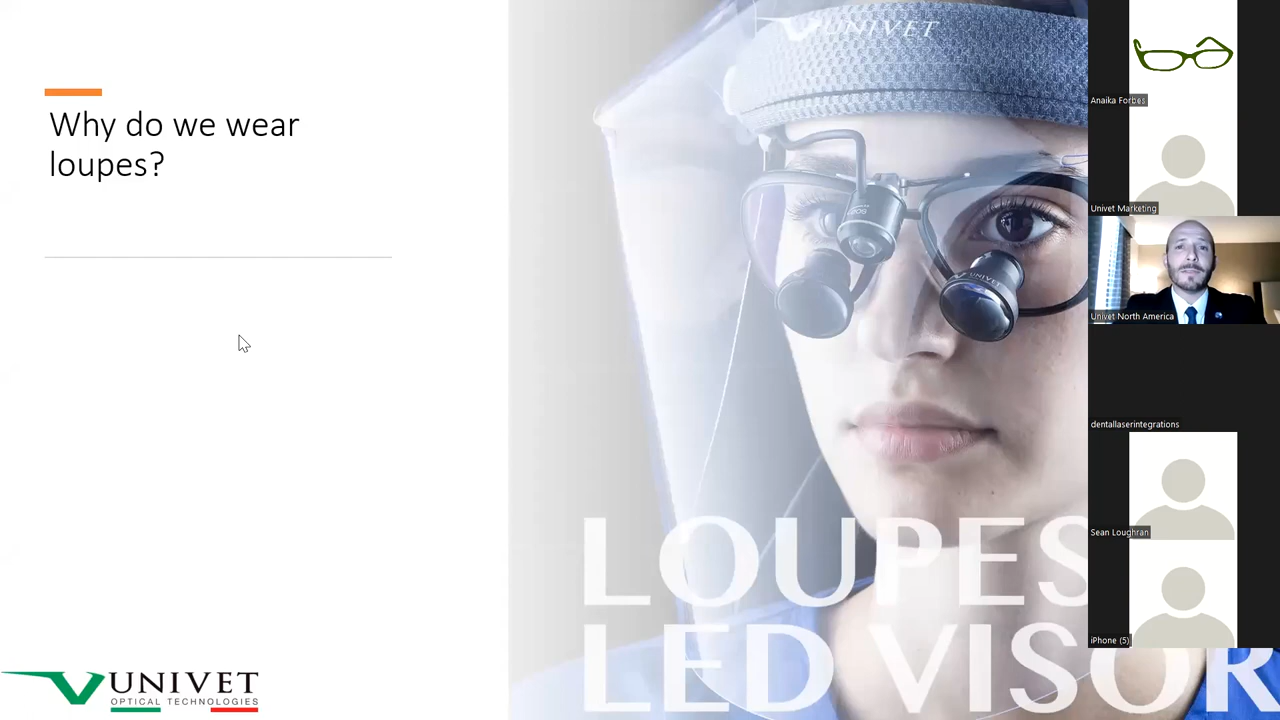 Why do we wear
loupes?
UNIVET
OPTICAL TECHNOLOGIES
UNIVET
UNIVET
LOUPES
LED VISOR
Anaika Forbes
Univet Marketing
Univet North America
dentallaserintegrations
Sean Loughran
iPhone (5)